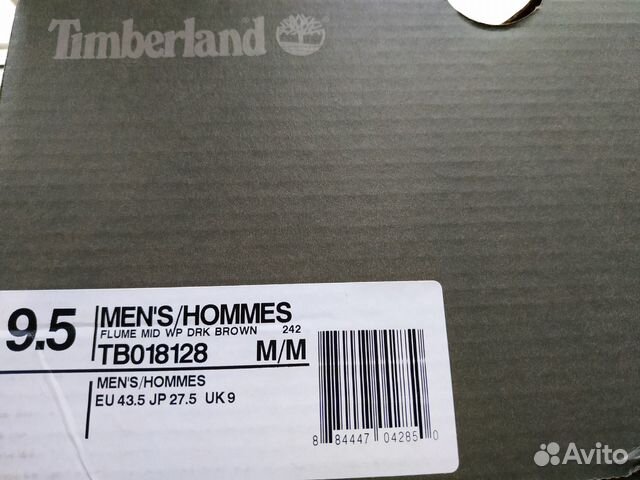 Timberland
9.5
MEN'S/HOMMES
FLUME MID WP DRK BROWN 242
TB018128 M/M
MEN'S/HOMMES
EU 43.5 JP 27.5 UK 9
8 84447 04285 0
Avito